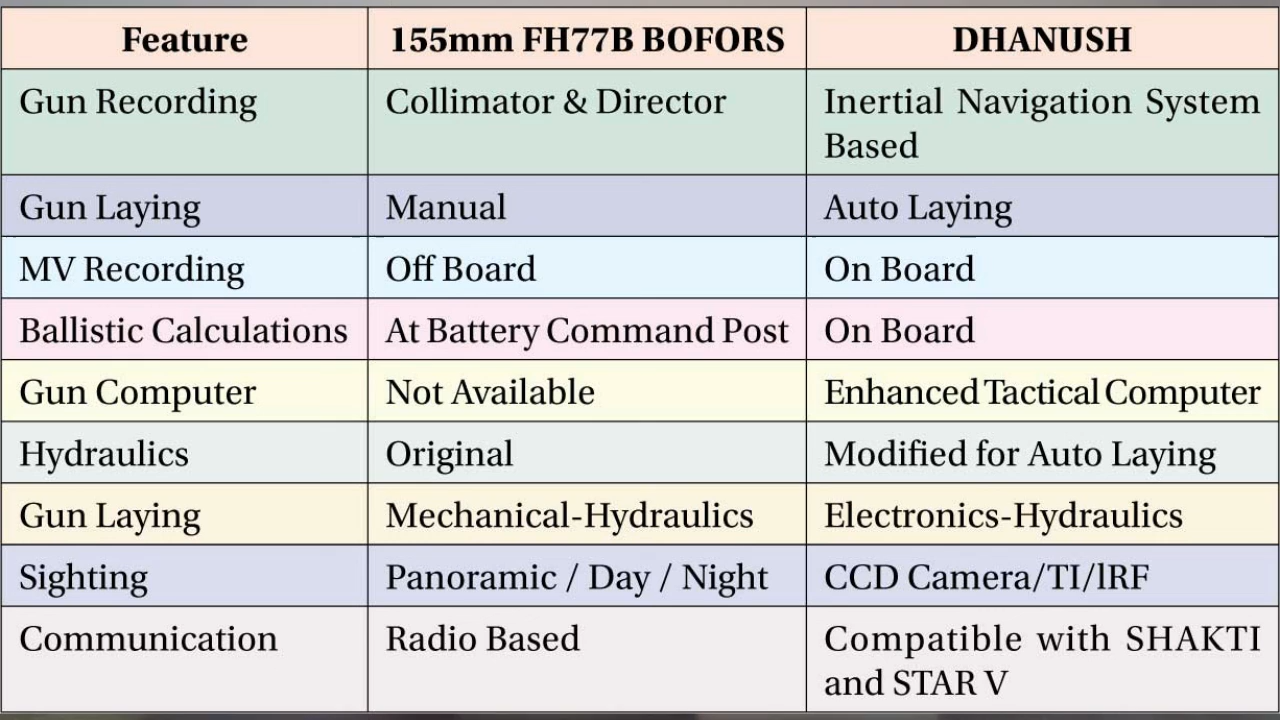 Feature 155mm FH77B BOFORS DHANUSH
Gun Recording Collimator & Director Inertial Navigation System
Based
Gun Laying Manual Auto Laying
MV Recording Off Board On Board
Ballistic Calculations At Battery Command Post On Board
Gun Computer Not Available Enhanced Tactical Computer
Hydraulics Original Modified for Auto Laying
Gun Laying Mechanical-Hydraulics Electronics-Hydraulics
Sighting Panoramic / Day / Night CCD Camera/TI/lRF
Communication Radio Based Compatible with SHAKTI
and STAR V